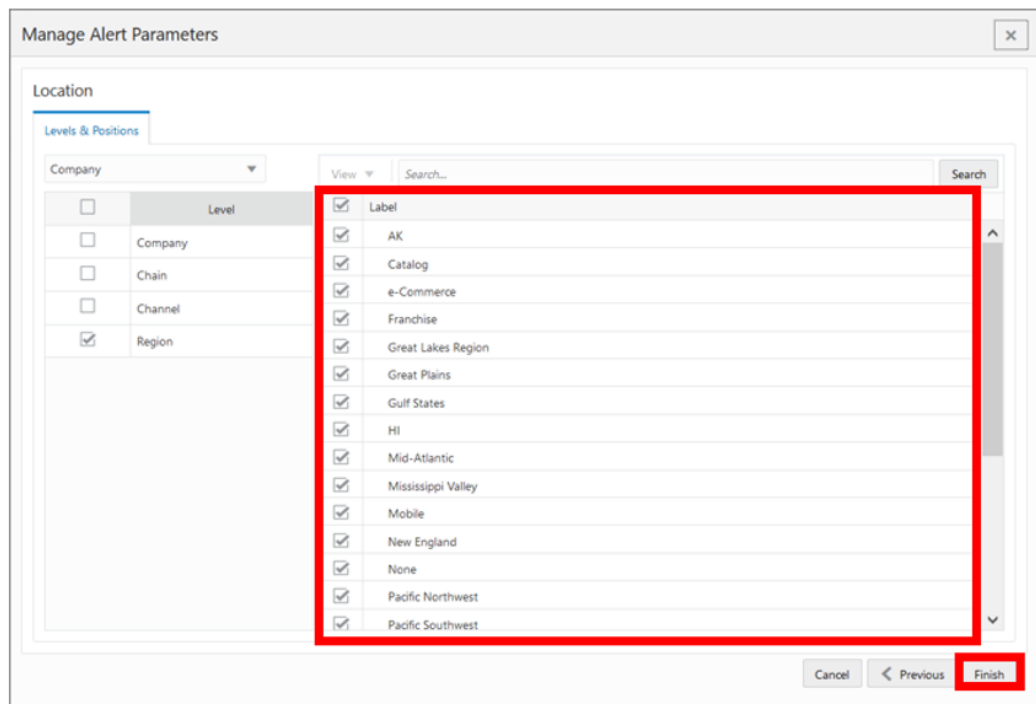 Manage Alert Parameters
Location
Levels & Positions
Company
View
Search...
Search
Level
Company
Chain
Channel
Region
Label
AK
Catalog
e-Commerce
Franchise
Great Lakes Region
Great Plains
Gulf States
HI
Mid-Atlantic
Mississippi Valley
Mobile
New England
None
Pacific Northwest
Pacific Southwest
Cancel
Previous
Finish